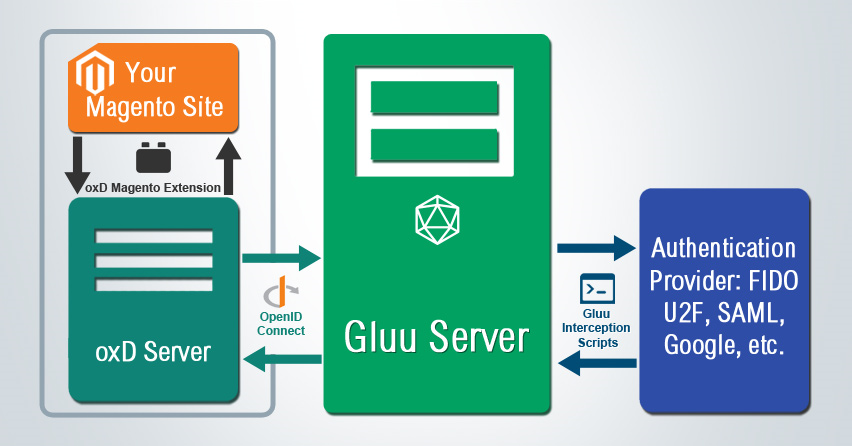 Your
Magento Site
oxD Magento Extension
oxD Server
OpenID
Connect
Gluu Server
Gluu
Interception
Scripts
Authentication
Provider: FIDO
U2F, SAML,
Google, etc.